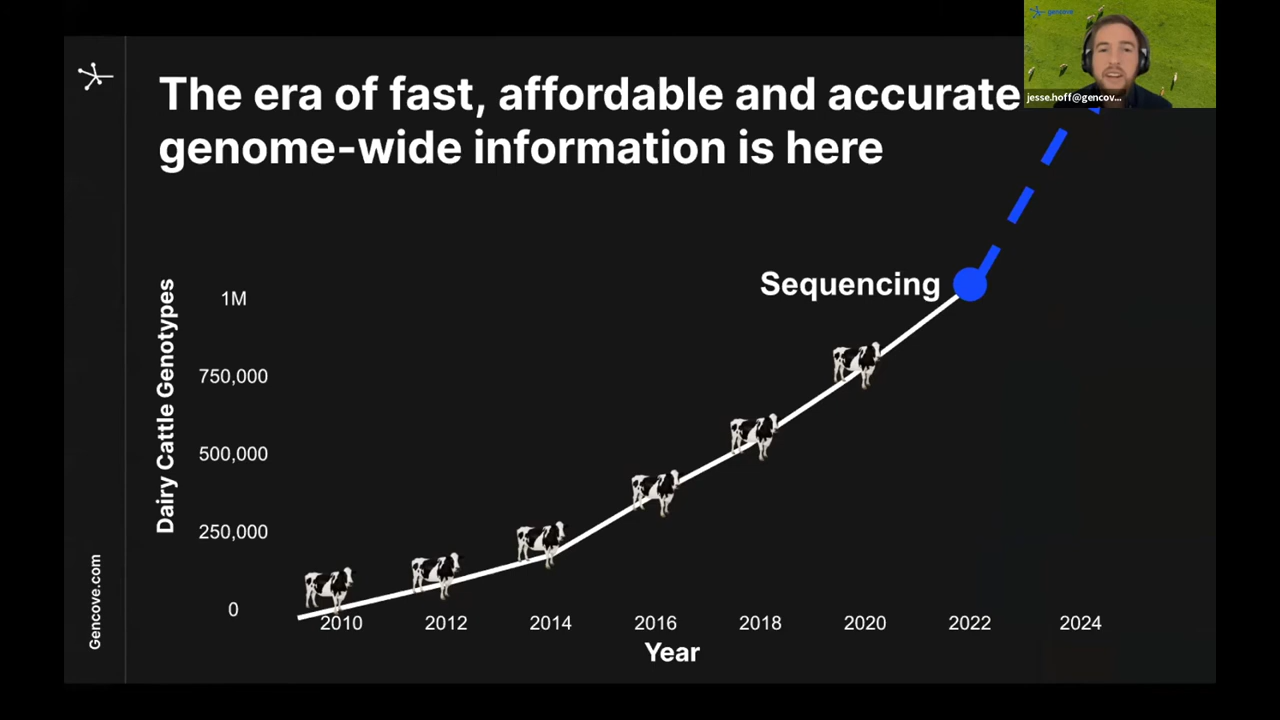 The era of fast, affordable and accurate
genome-wide information is here
gencove
jesse.hoff@gencov...
Sequencing
Dairy Cattle Genotypes
1M
750,000
500,000
250,000
0
2010 2012 2014 2016 2018 2020 2022 2024
Year
Gencove.com